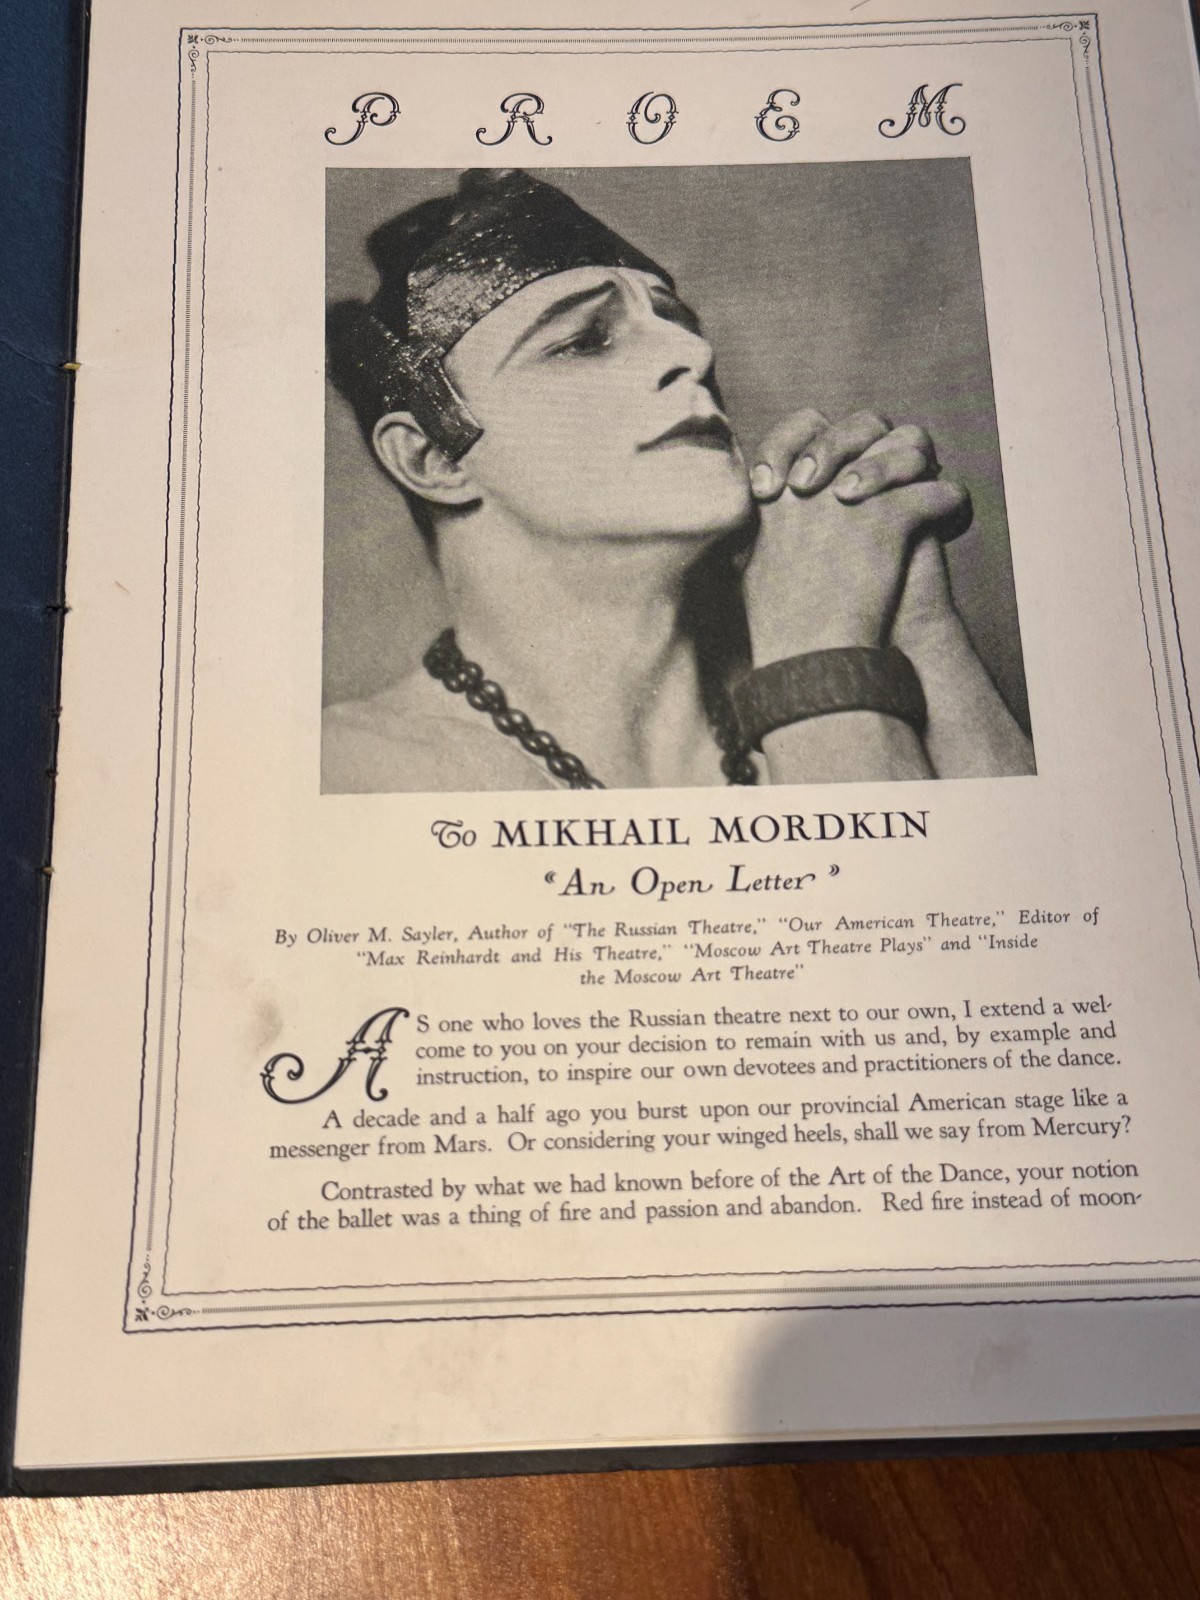 PROEM
To MIKHAIL MORDKIN
“An Open Letter”
By Oliver M. Sayler, Author of “The Russian Theatre,” “Our American Theatre,” Editor of
“Max Reinhardt and His Theatre,” “Moscow Art Theatre Plays” and “Inside
the Moscow Art Theatre”
AS one who loves the Russian theatre next to our own, I extend a wel-
come to you on your decision to remain with us and, by example and
instruction, to inspire our own devotees and practitioners of the dance.
A decade and a half ago you burst upon our provincial American stage like a
messenger from Mars. Or considering your winged heels, shall we say from Mercury?
Contrasted by what we had known before of the Art of the Dance, your notion
of the ballet was a thing of fire and passion and abandon. Red fire instead of moon-